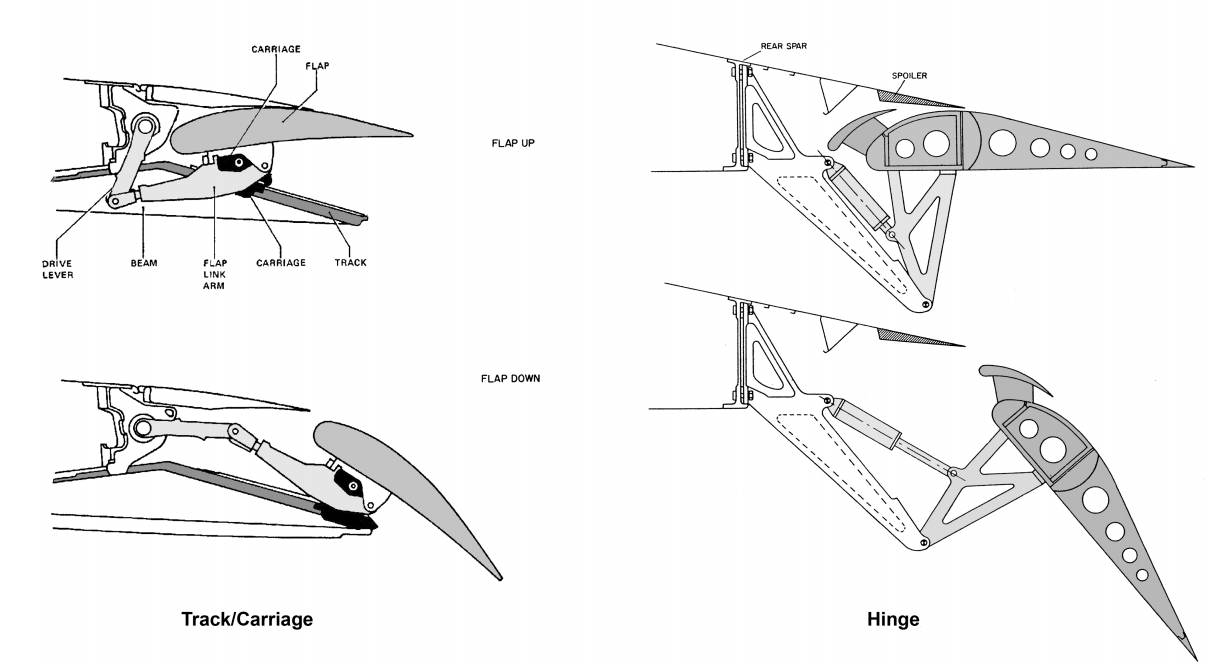 CARRIAGE
FLAP
FLAP UP
DRIVE
LEVER
BEAM
FLAP
LINK
ARM
CARRIAGE
TRACK
FLAP DOWN
Track/Carriage
REAR SPAR
SPOILER
Hinge